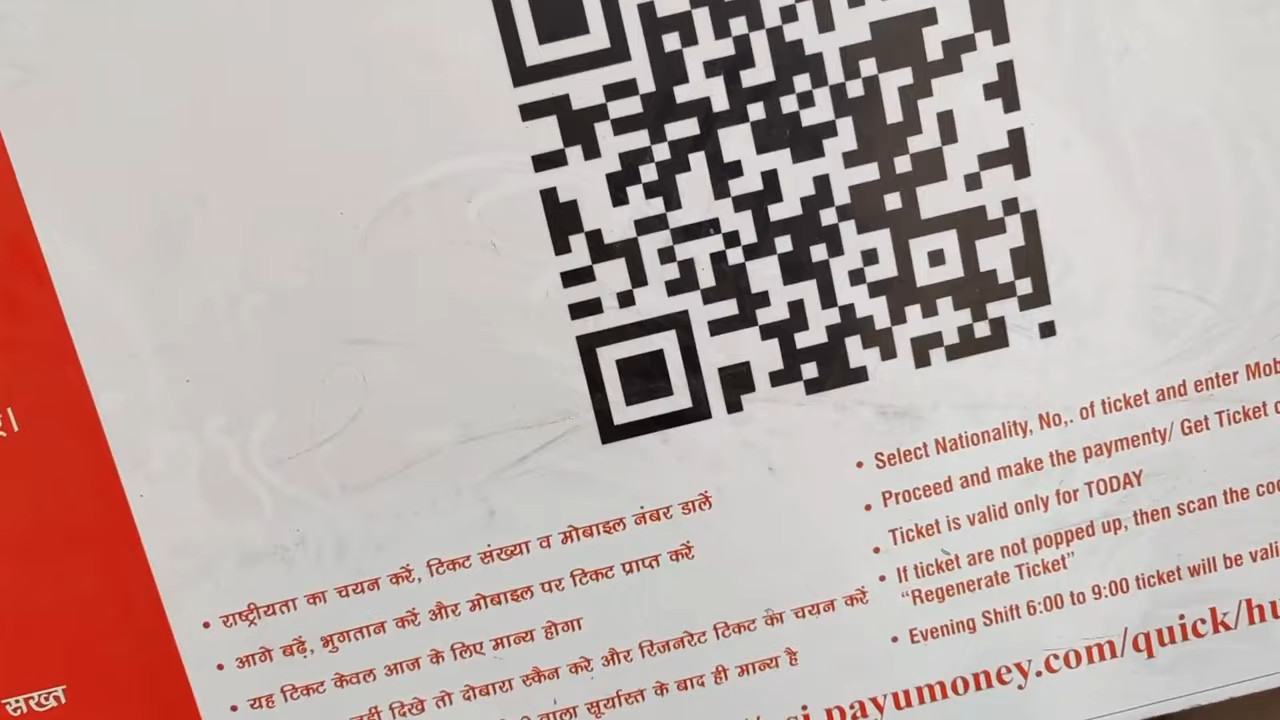 र।
सख्त
• राष्ट्रीयता का चयन करें, टिकट संख्या व मोबाइल नंबर डालें
• आगे बढ़ें, भुगतान करें और मोबाइल पर टिकट प्राप्त करें
• यह टिकट केवल आज के लिए मान्य होगा
दिखे तो दोबारा स्कैन करे और रिजनरेट टिकट का चयन करें
वाला सूर्यास्त के बाद ही मान्य है
• Select Nationality, No,. of ticket and enter Mob
• Proceed and make the paymenty/ Get Ticket
• Ticket is valid only for TODAY
• If ticket are not popped up, then scan the
“Regenerate Ticket”
• Evening Shift 6:00 to 9:00 ticket will be vali
i.payumoney.com/quick/hu